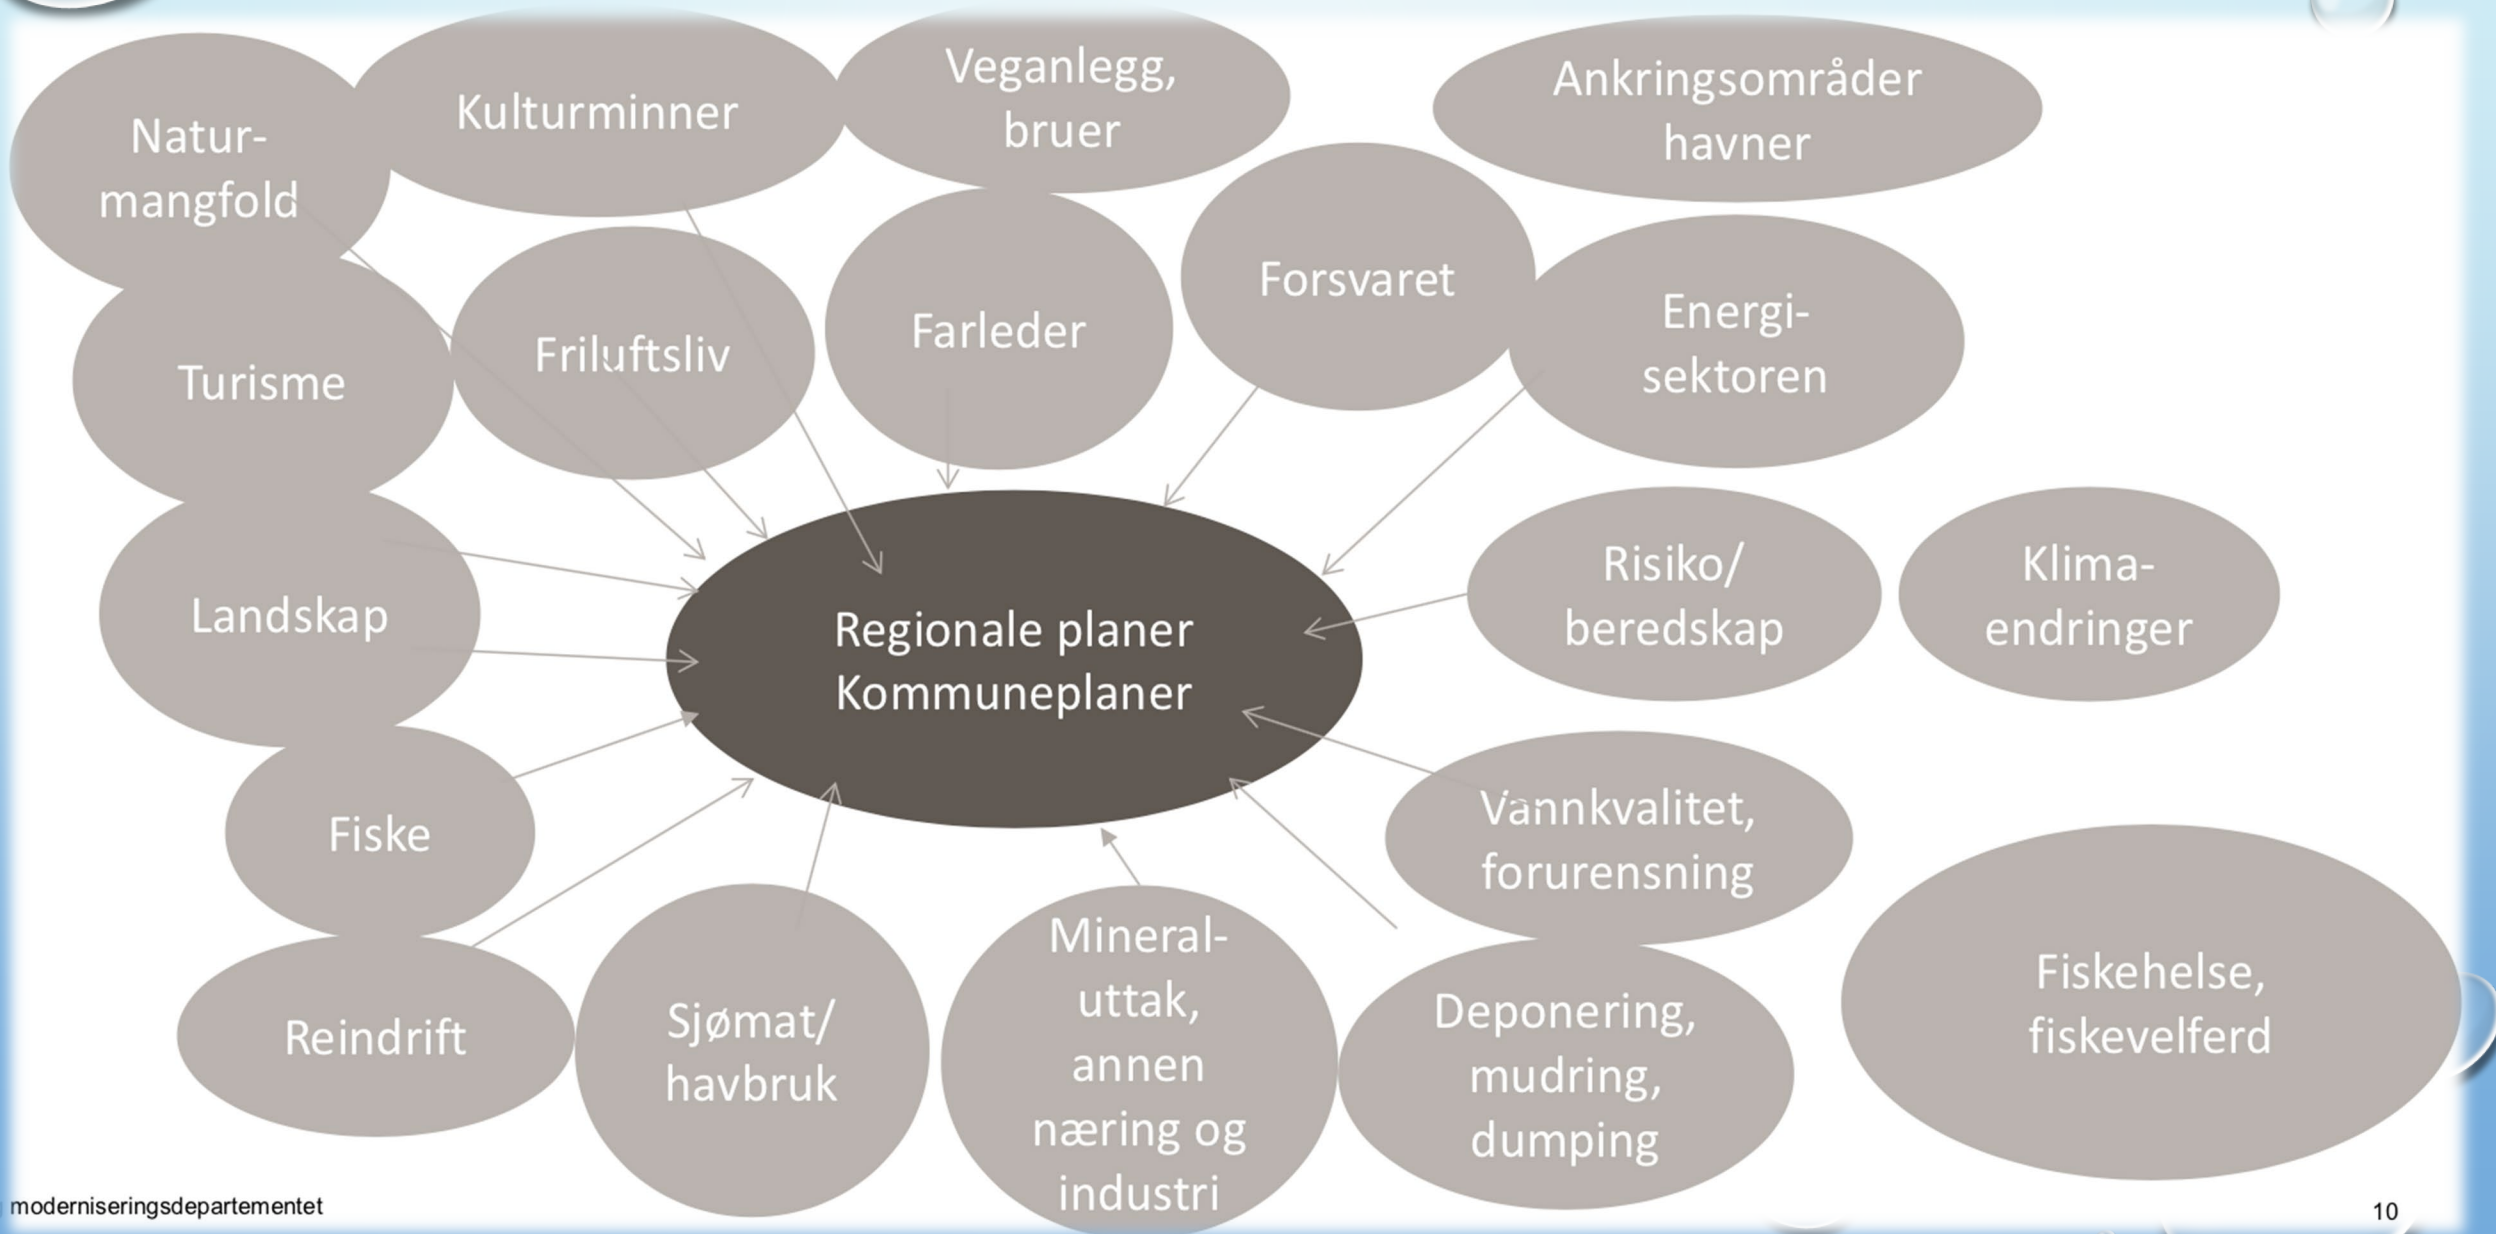 Natur-
mangfold
Kulturminner
Veganlegg,
bruer
Ankringsområder
havner
Turisme
Friluftsliv
Farleder
Forsvaret
Energi-
sektoren
Landskap
Regionale planer
Kommuneplaner
Risiko/
beredskap
Klima-
endringer
Fiske
Vannkvalitet,
forurensning
Reindrift
Sjømat/
havbruk
Mineral-
uttak,
annen
næring og
industri
Deponering,
mudring,
dumping
Fiskehelse,
fiskevelferd
moderniseringsdepartementet
10